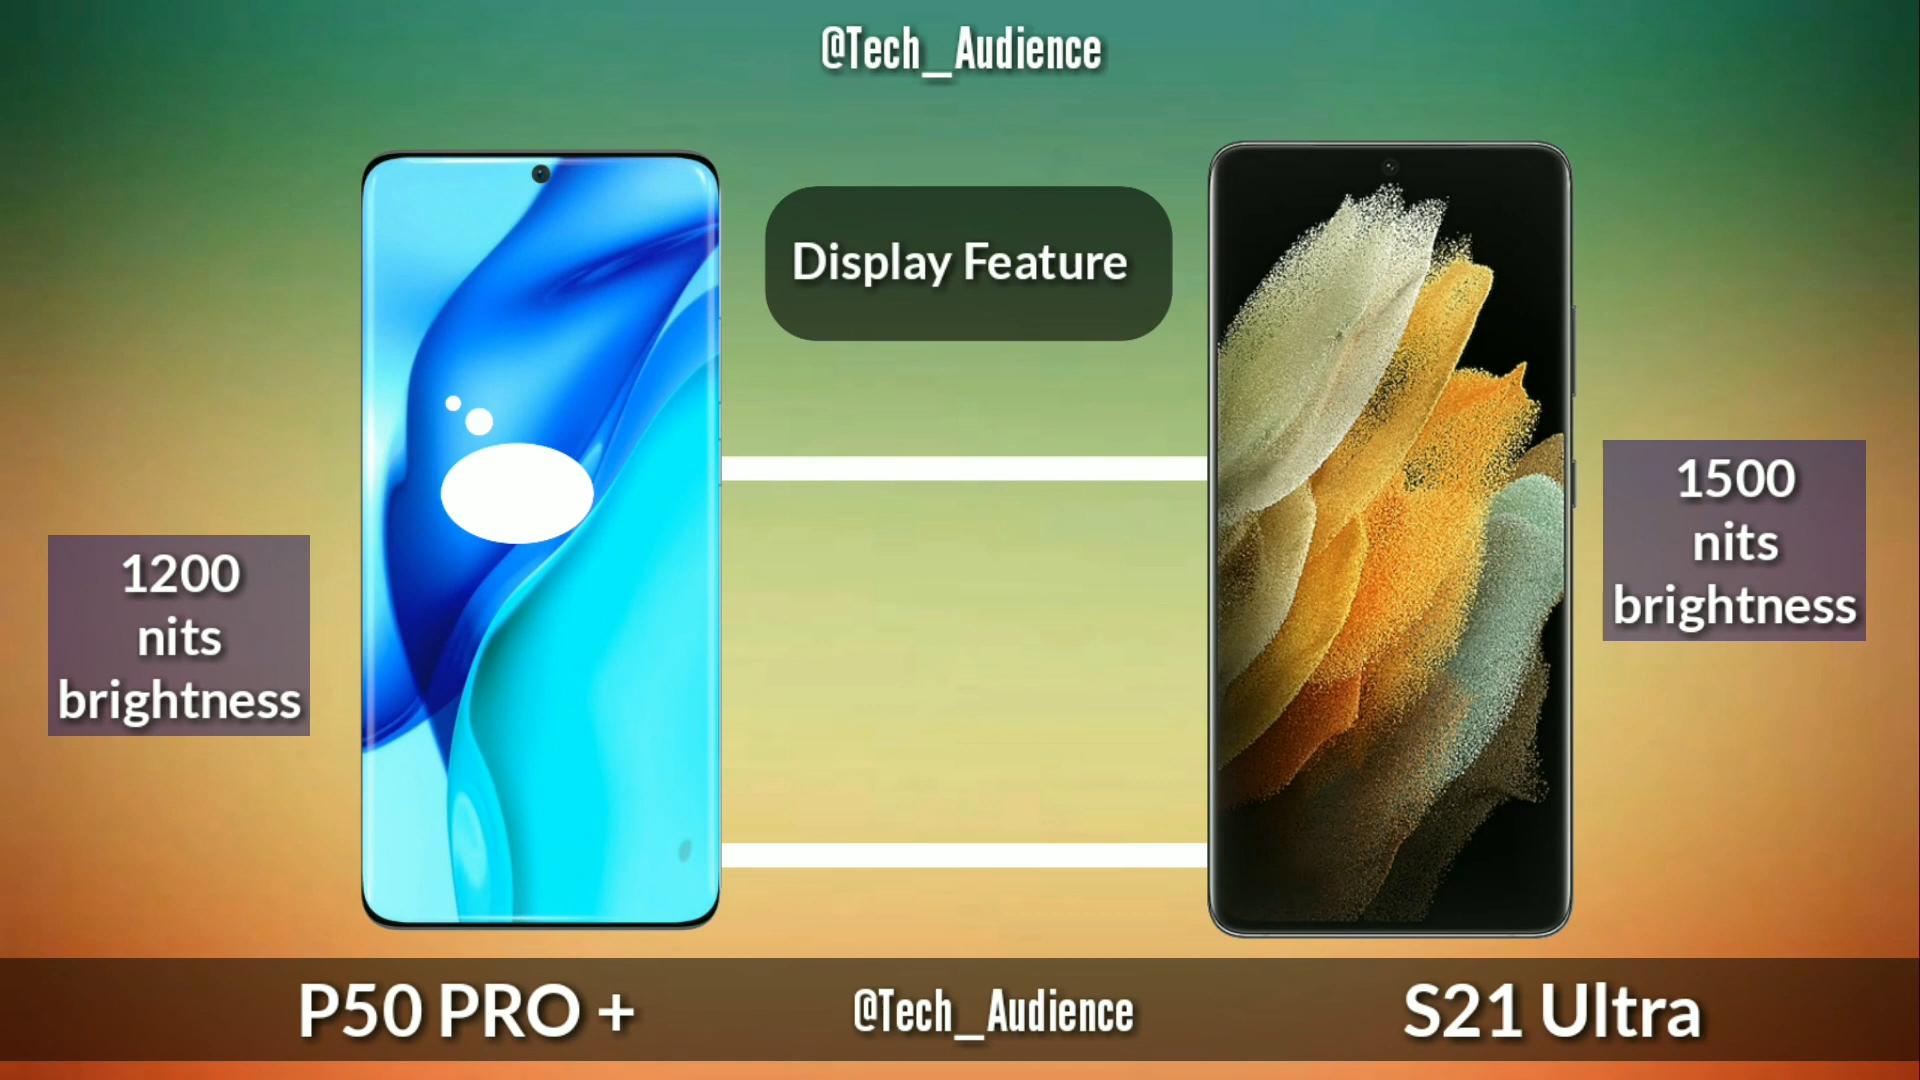 @Tech_Audience
Display Feature
1200
nits
brightness
1500
nits
brightness
P50 PRO +
@Tech_Audience
S21 Ultra